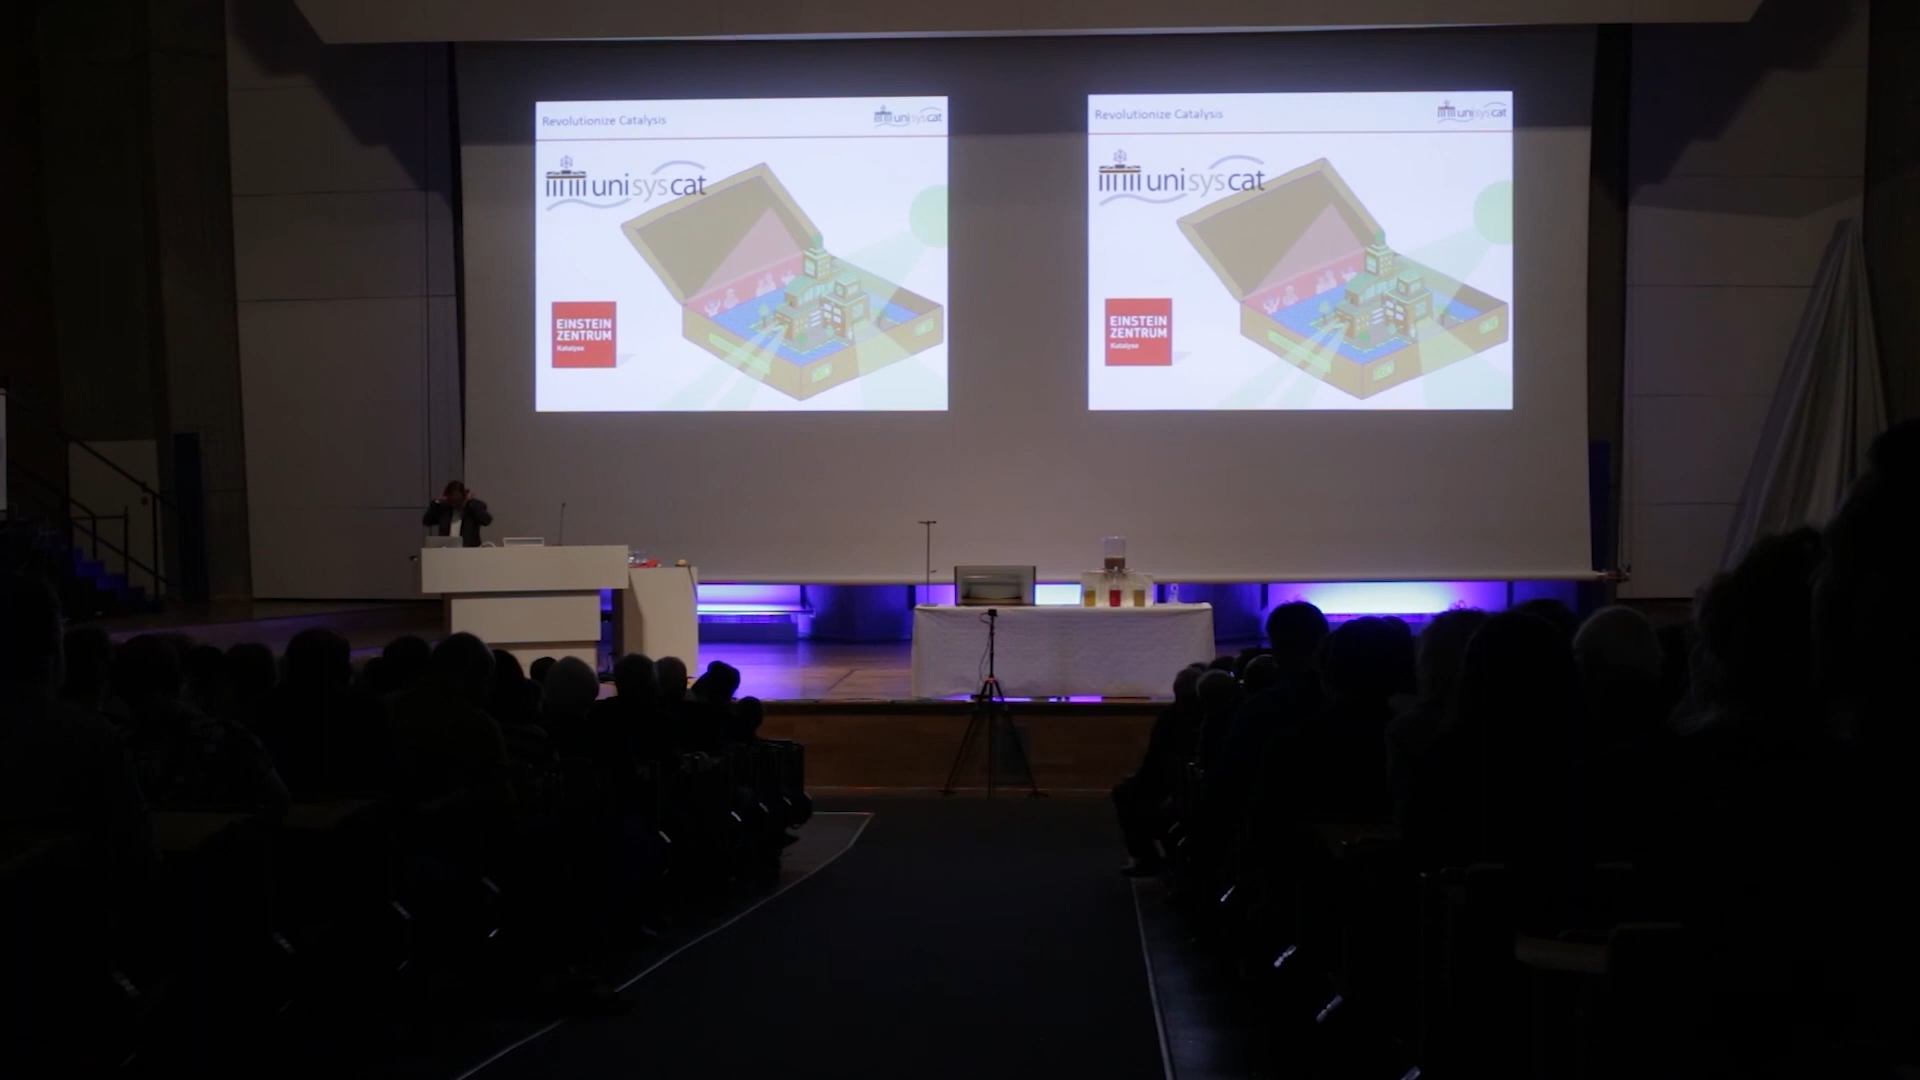 Revolutionize Catalysis
unisyscat
unisyscat
EINSTEIN
ZENTRUM
Katalyse
Revolutionize Catalysis
unisyscat
unisyscat
EINSTEIN
ZENTRUM
Katalyse